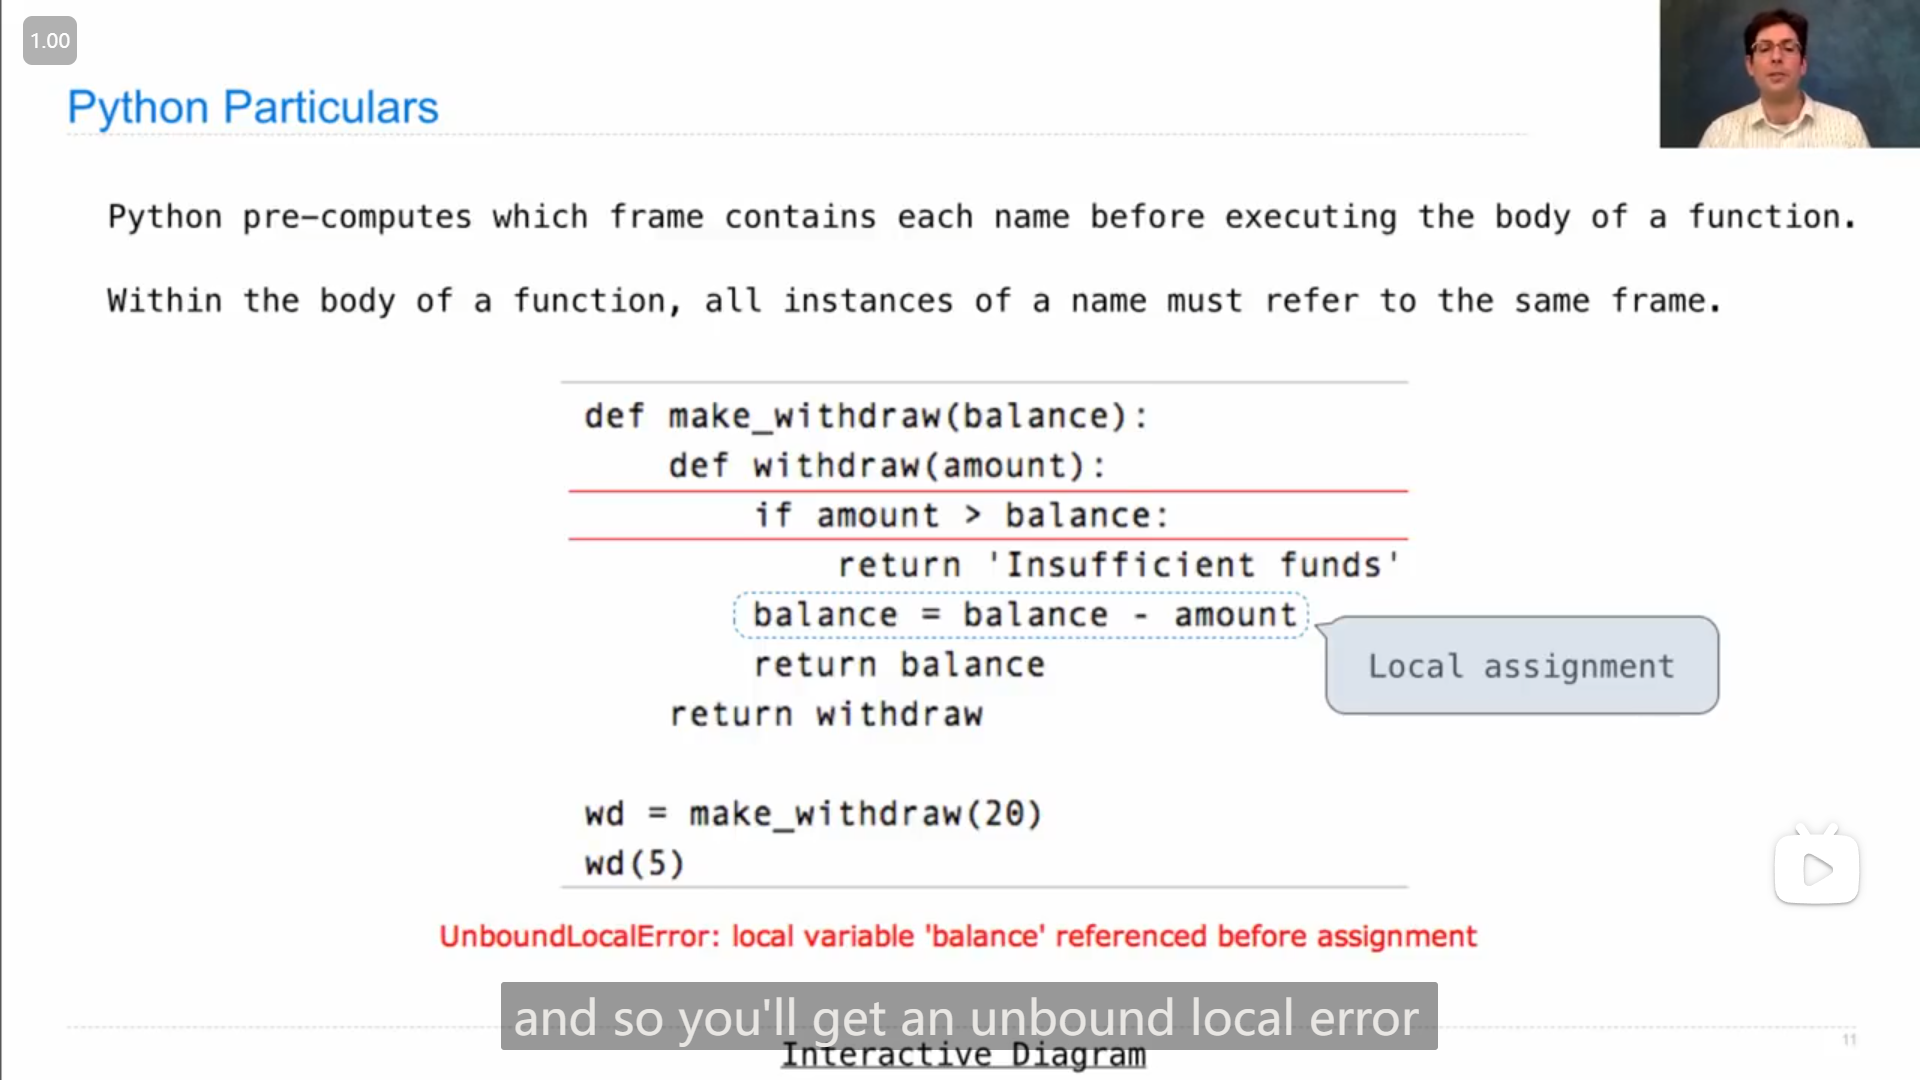 1.00
Python Particulars
Python pre-computes which frame contains each name before executing the body of a function.
Within the body of a function, all instances of a name must refer to the same frame.
def make_withdraw(balance):
    def withdraw(amount):
        if amount > balance:
            return 'Insufficient funds'
        balance = balance - amount
        return balance
    return withdraw
Local assignment
wd = make_withdraw(20)
wd(5)
UnboundLocalError: local variable 'balance' referenced before assignment
and so you'll get an unbound local error
Interactive Diagram
11